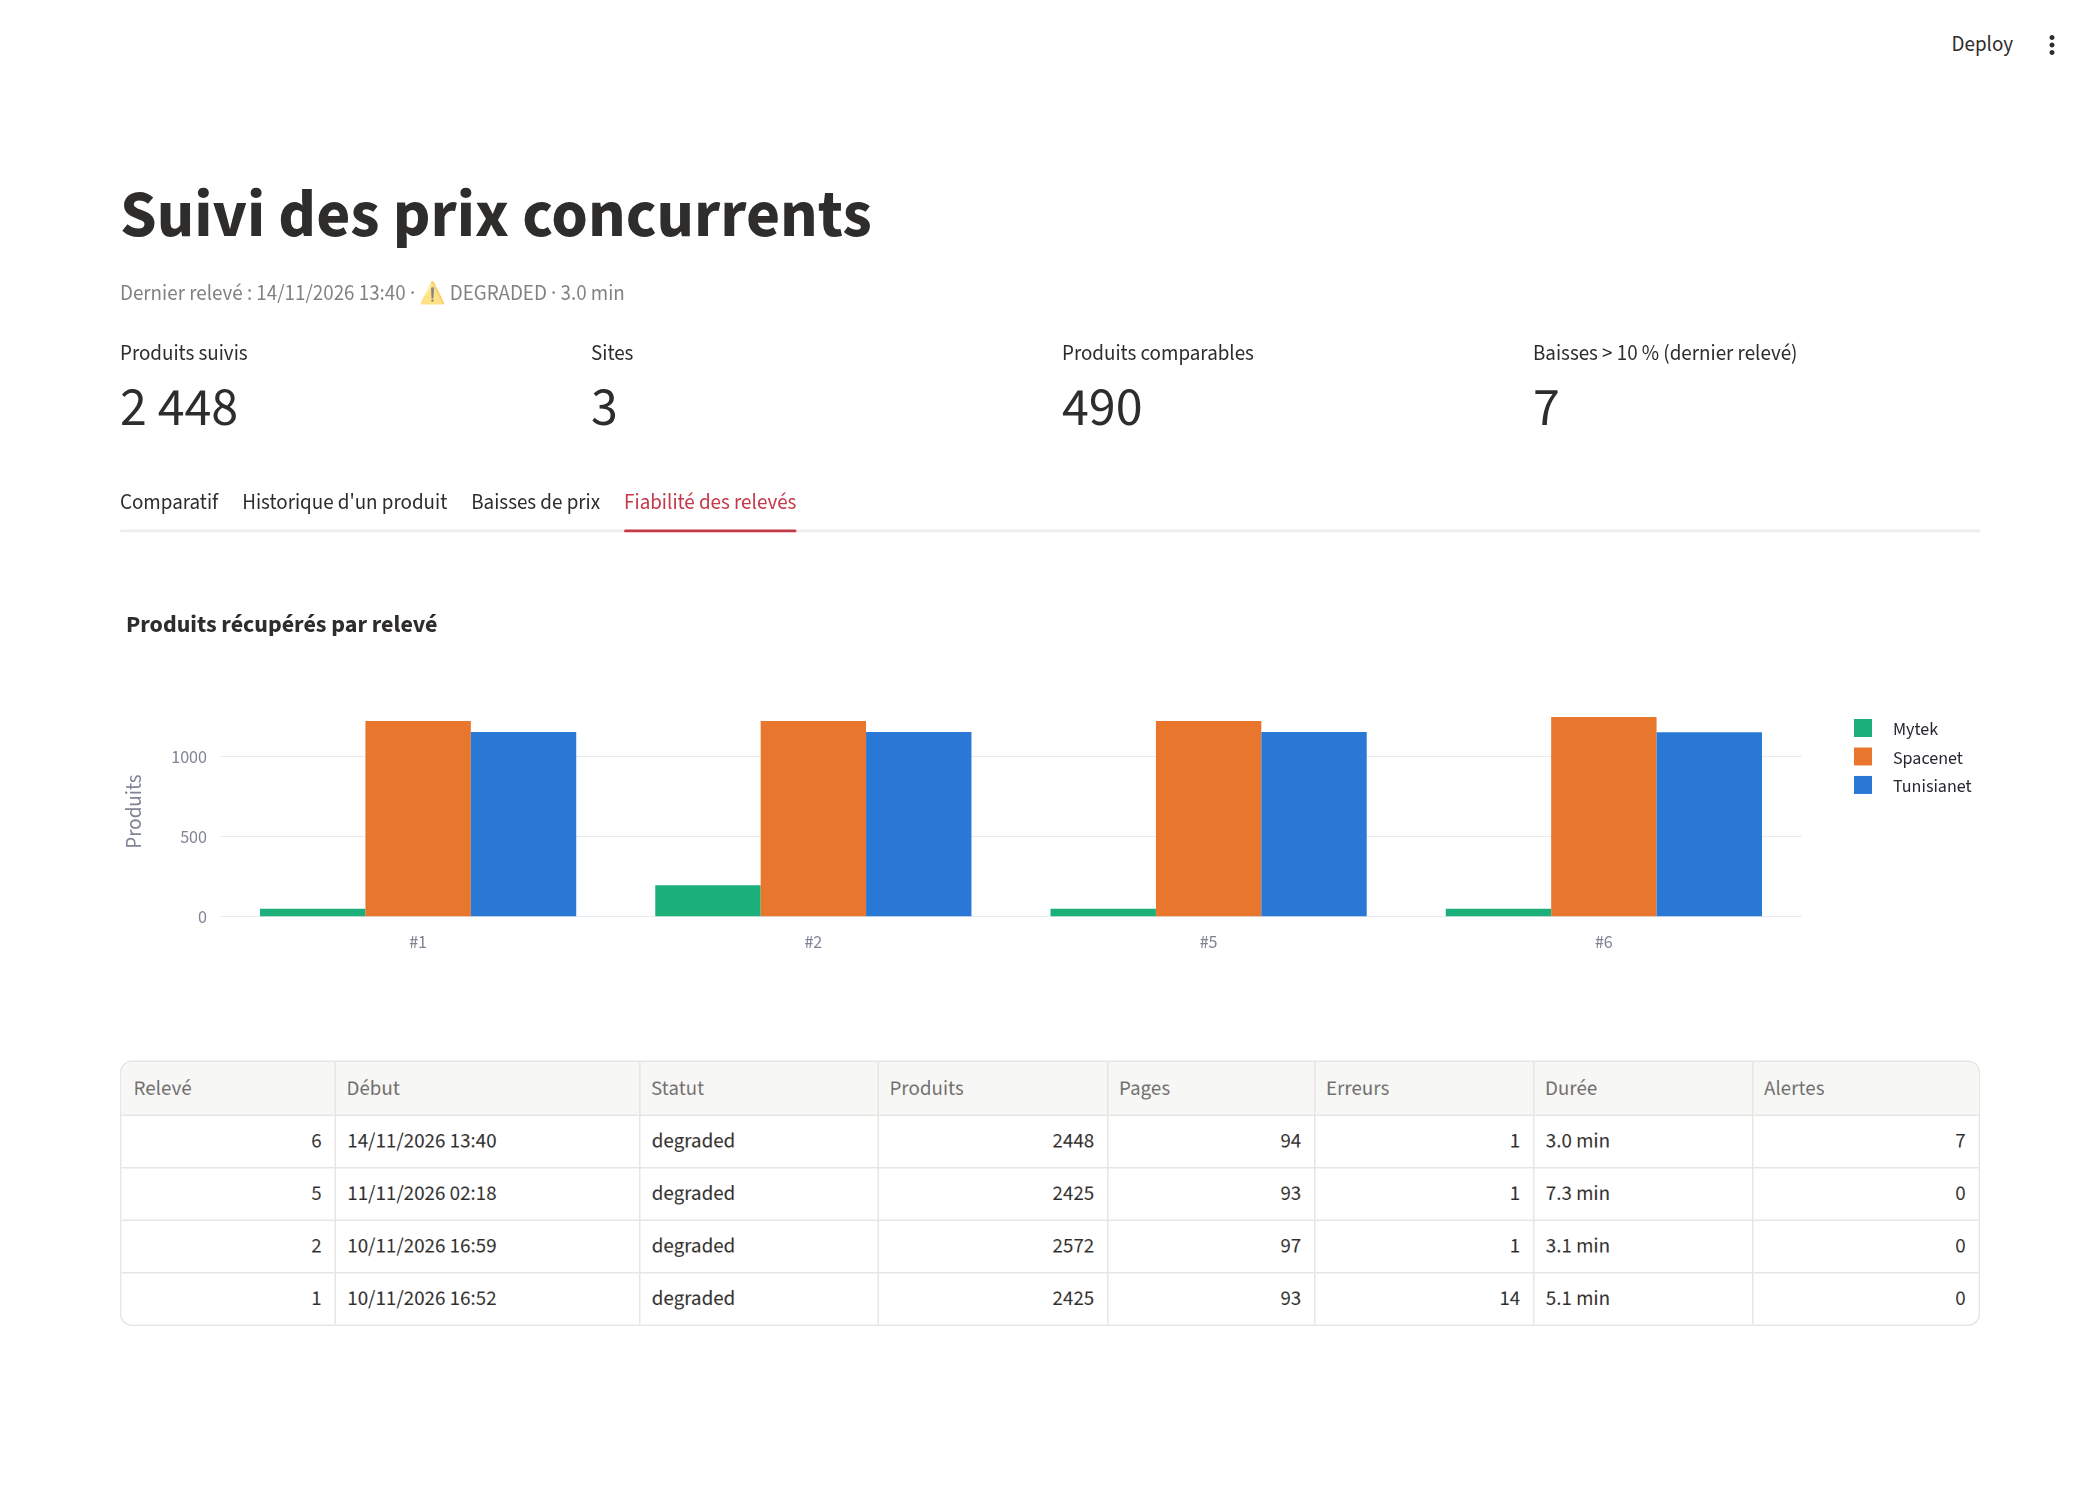 Deploy
Suivi des prix concurrents
Dernier relevé : 14/11/2026 13:40 · ⚠️ DEGRADED · 3.0 min
Produits suivis Sites Produits comparables Baisses > 10 % (dernier relevé)
2 448 3 490 7
Comparatif Historique d'un produit Baisses de prix Fiabilité des relevés
Produits récupérés par relevé
Produits
1000
500
0
#1 #2 #5 #6
Mytek
Spacenet
Tunisianet
Relevé Début Statut Produits Pages Erreurs Durée Alertes
6 14/11/2026 13:40 degraded 2448 94 1 3.0 min 7
5 11/11/2026 02:18 degraded 2425 93 1 7.3 min 0
2 10/11/2026 16:59 degraded 2572 97 1 3.1 min 0
1 10/11/2026 16:52 degraded 2425 93 14 5.1 min 0